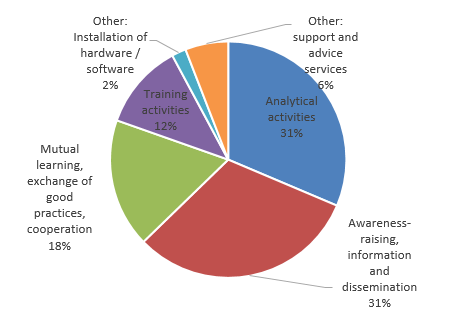 Other:
Installation of
hardware /
software
2%
Other:
support and
advice
services
6%
Training
activities
12%
Analytical
activities
31%
Mutual
learning,
exchange of
good
practices,
cooperation
18%
Awareness-
raising,
information
and
dissemination
31%